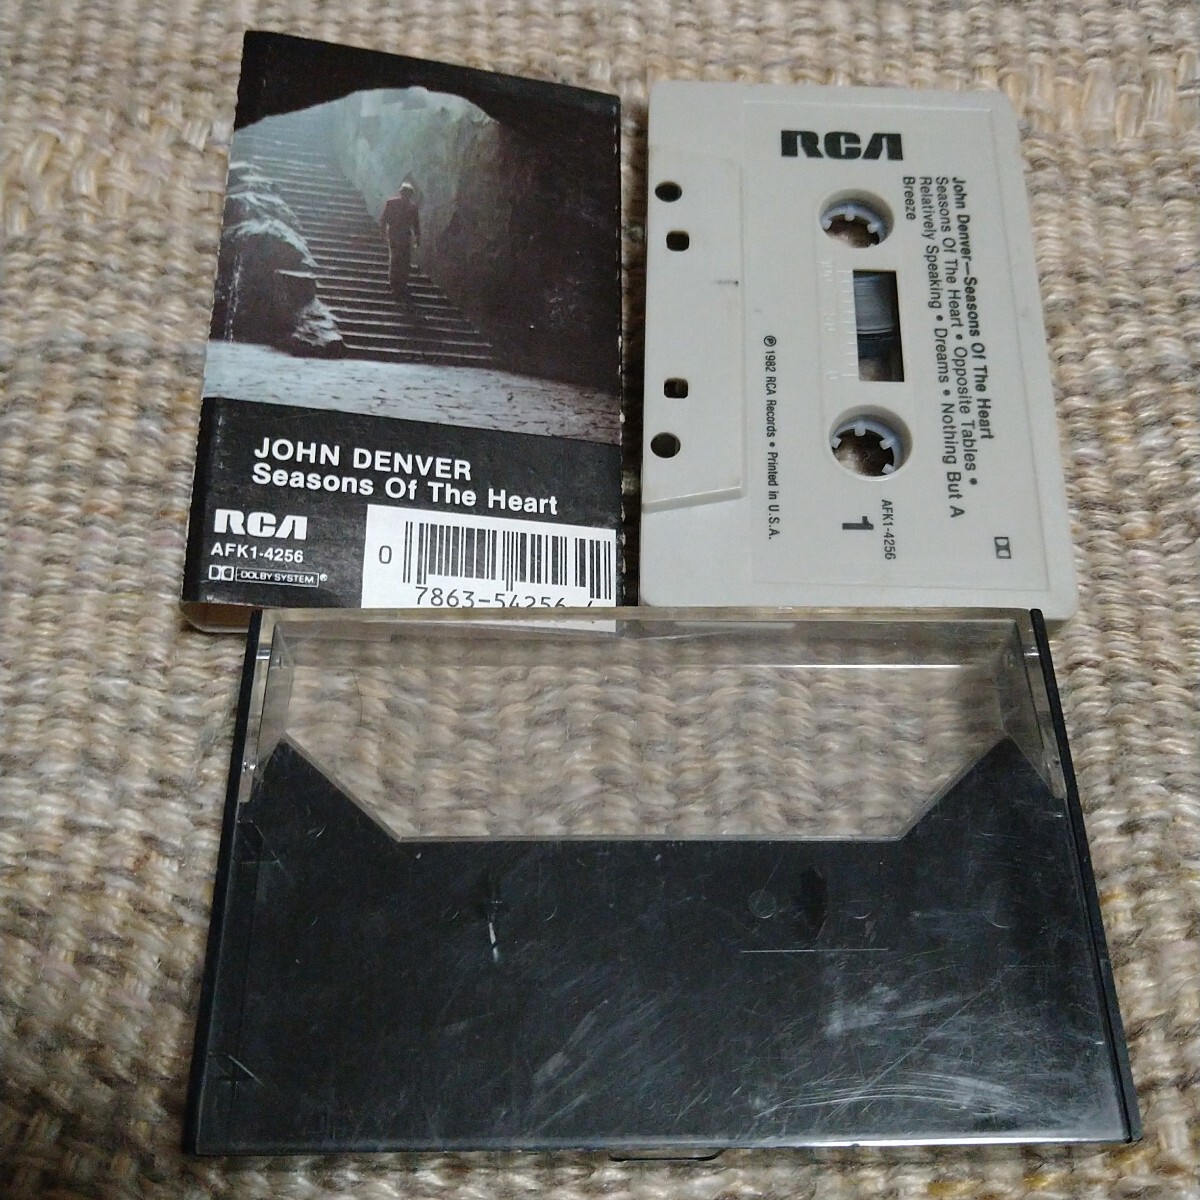 JOHN DENVER
Seasons Of The Heart
RCA
AFK1-4256
DOLBY SYSTEM®
0
7863-54256
RCA
John Denver—Seasons Of The Heart
Seasons Of The Heart • Opposite Tables •
Relatively Speaking • Dreams • Nothing But A
Breeze
℗ 1982 RCA Records • Printed in U.S.A.
AFK1-4256
1